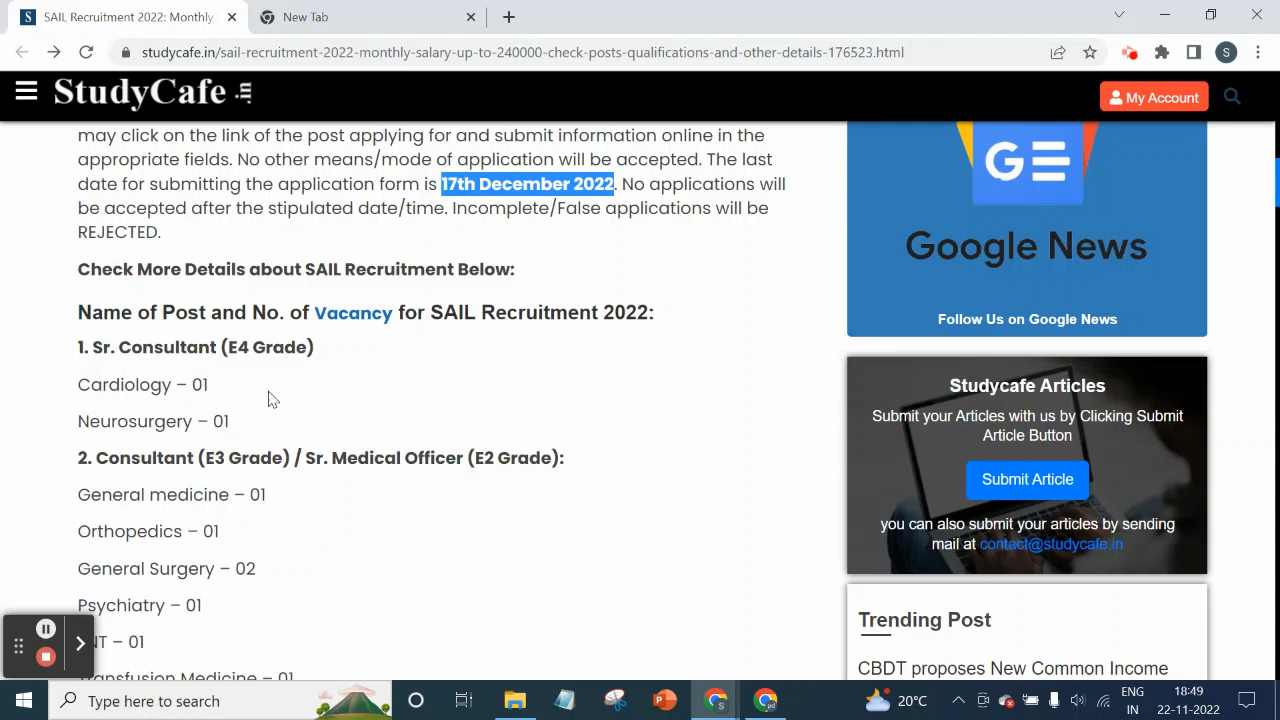 SAIL Recruitment 2022: Monthly
New Tab
studycafe.in/sail-recruitment-2022-monthly-salary-up-to-240000-check-posts-qualifications-and-other-details-176523.html
S
StudyCafe .in
My Account
may click on the link of the post applying for and submit information online in the
appropriate fields. No other means/mode of application will be accepted. The last
date for submitting the application form is 17th December 2022. No applications will
be accepted after the stipulated date/time. Incomplete/False applications will be
REJECTED.
Check More Details about SAIL Recruitment Below:
Name of Post and No. of Vacancy for SAIL Recruitment 2022:
1. Sr. Consultant (E4 Grade)
Cardiology – 01
Neurosurgery – 01
2. Consultant (E3 Grade) / Sr. Medical Officer (E2 Grade):
General medicine – 01
Orthopedics – 01
General Surgery – 02
Psychiatry – 01
NT – 01
Transfusion Medicine – 01
Google News
Follow Us on Google News
Studycafe Articles
Submit your Articles with us by Clicking Submit
Article Button
Submit Article
you can also submit your articles by sending
mail at contact@studycafe.in
Trending Post
CBDT proposes New Common Income
Type here to search
20°C
ENG
IN
18:49
22-11-2022